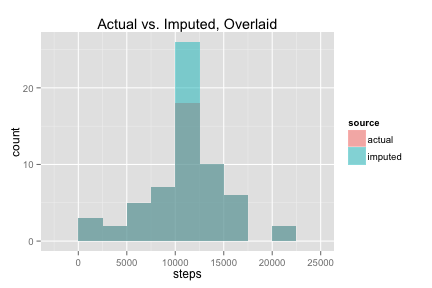 Actual vs. Imputed, Overlaid
count
20
10
0
0 5000 10000 15000 20000 25000
steps
source
actual
imputed